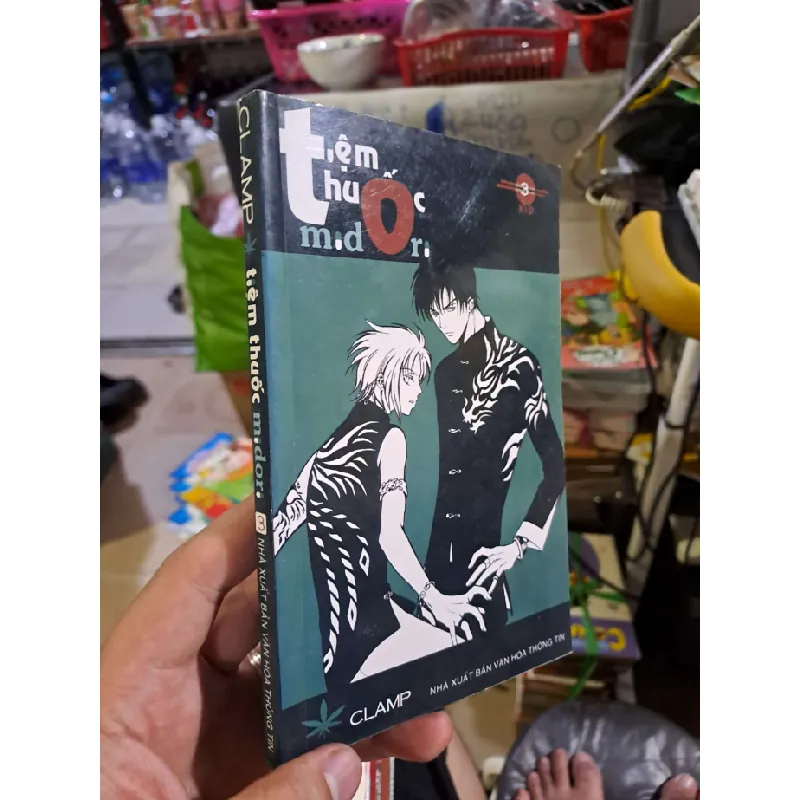 tiệm
thuốc
midori
3
CLAMP
NHÀ XUẤT BẢN VĂN HÓA THÔNG TIN
CLAMP
tiệm thuốc midori
3
NHÀ XUẤT BẢN VĂN HÓA THÔNG TIN